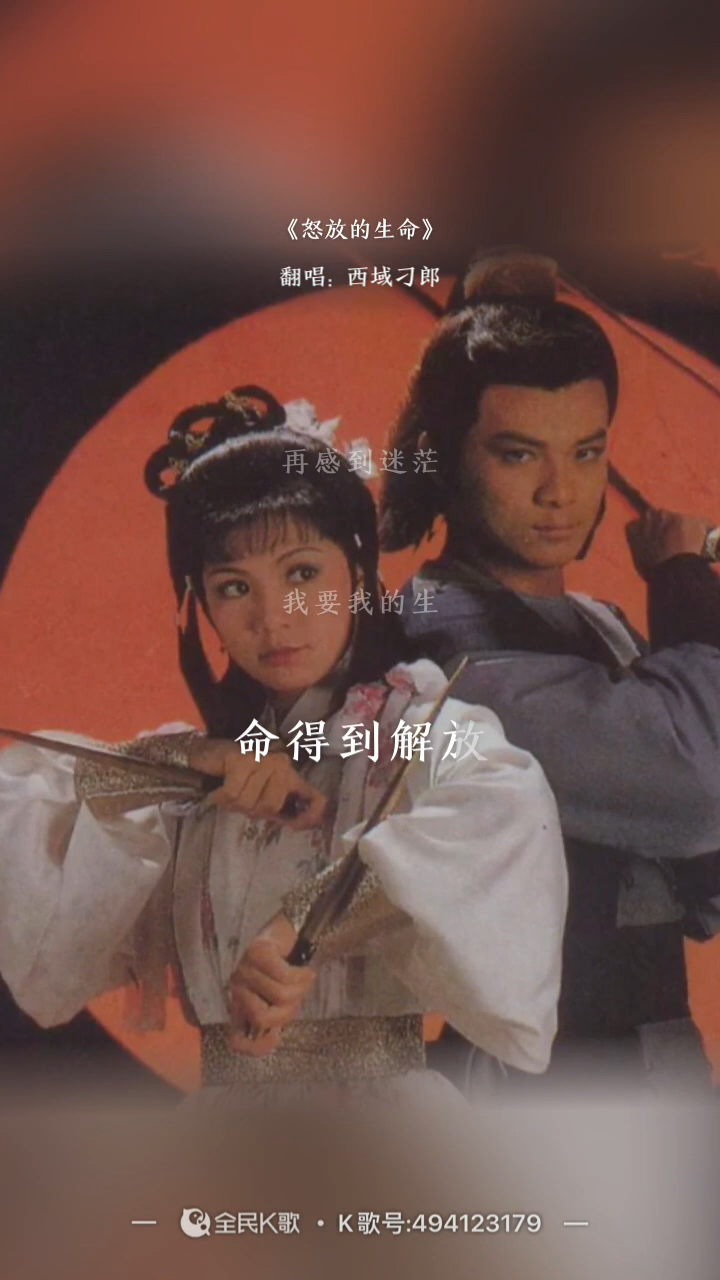 《怒放的生命》
翻唱：西域刁郎
再感到迷茫
我要我的生
命得到解放
— 全民K歌 · K歌号:494123179 —